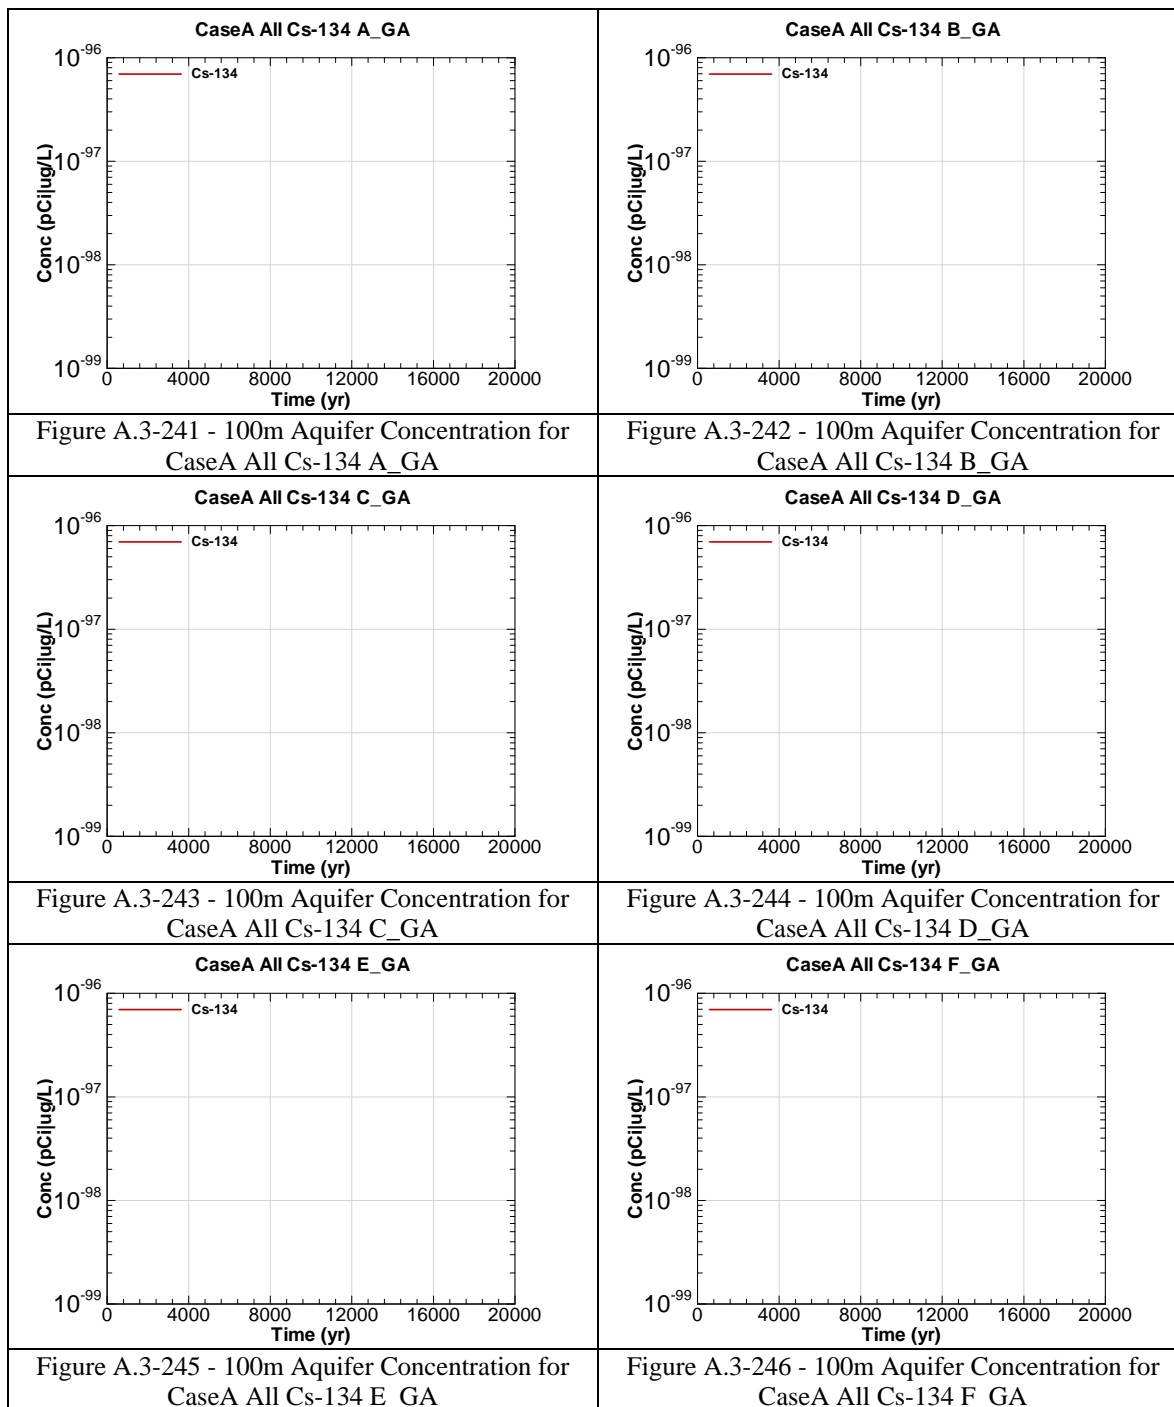 CaseA All Cs-134 A_GA
Cs-134
10^-96
10^-97
10^-98
10^-99
Conc (pCi|ug/L)
0 4000 8000 12000 16000 20000
Time (yr)
Figure A.3-241 - 100m Aquifer Concentration for
CaseA All Cs-134 A_GA
CaseA All Cs-134 B_GA
Cs-134
10^-96
10^-97
10^-98
10^-99
Conc (pCi|ug/L)
0 4000 8000 12000 16000 20000
Time (yr)
Figure A.3-242 - 100m Aquifer Concentration for
CaseA All Cs-134 B_GA
CaseA All Cs-134 C_GA
Cs-134
10^-96
10^-97
10^-98
10^-99
Conc (pCi|ug/L)
0 4000 8000 12000 16000 20000
Time (yr)
Figure A.3-243 - 100m Aquifer Concentration for
CaseA All Cs-134 C_GA
CaseA All Cs-134 D_GA
Cs-134
10^-96
10^-97
10^-98
10^-99
Conc (pCi|ug/L)
0 4000 8000 12000 16000 20000
Time (yr)
Figure A.3-244 - 100m Aquifer Concentration for
CaseA All Cs-134 D_GA
CaseA All Cs-134 E_GA
Cs-134
10^-96
10^-97
10^-98
10^-99
Conc (pCi|ug/L)
0 4000 8000 12000 16000 20000
Time (yr)
Figure A.3-245 - 100m Aquifer Concentration for
CaseA All Cs-134 E_GA
CaseA All Cs-134 F_GA
Cs-134
10^-96
10^-97
10^-98
10^-99
Conc (pCi|ug/L)
0 4000 8000 12000 16000 20000
Time (yr)
Figure A.3-246 - 100m Aquifer Concentration for
CaseA All Cs-134 F_GA